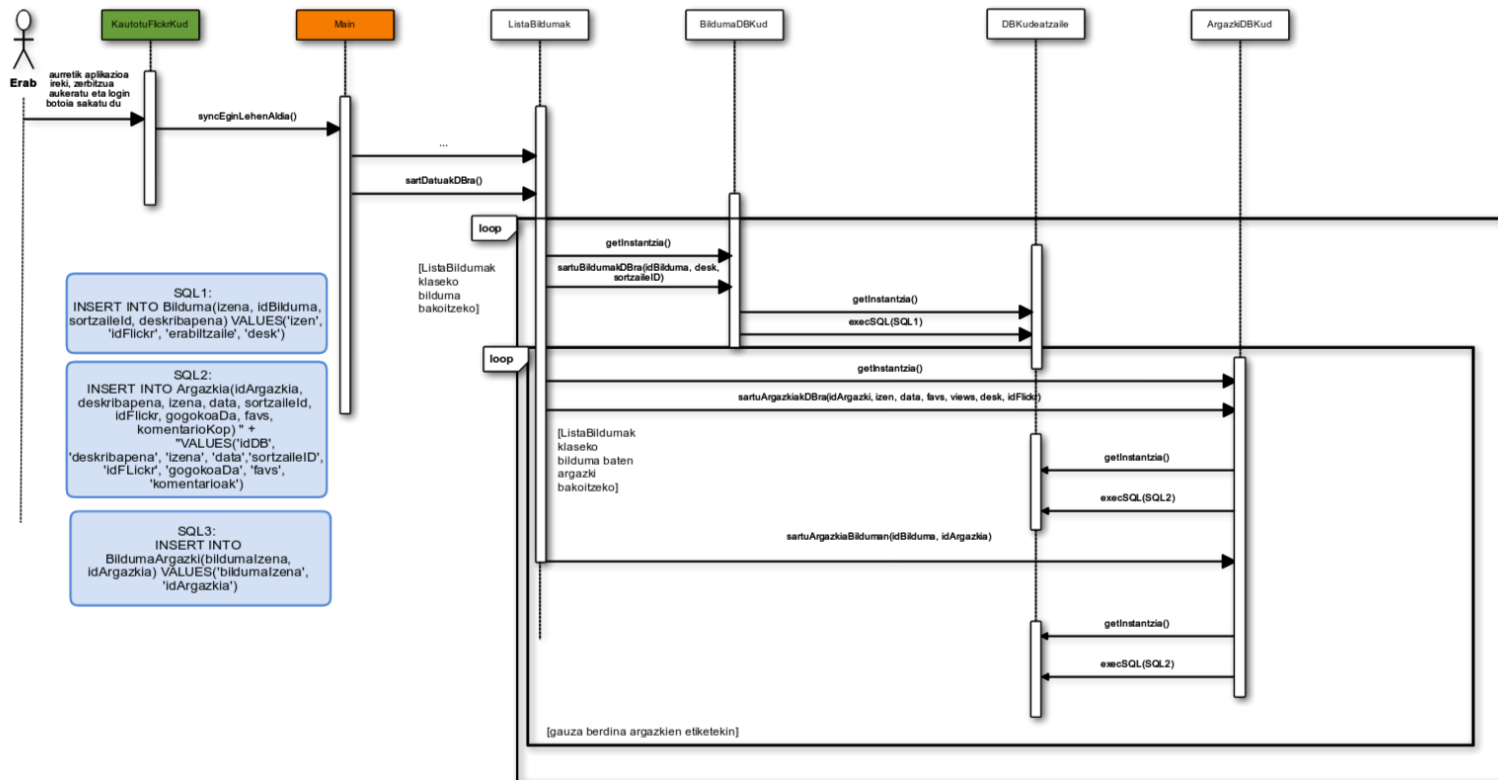 KautotuFlickrKud
Main
ListaBildumak
BildumaDBKud
DBKudeatzaile
ArgazkiDBKud
Erab
aurretik aplikazioa
ireki, zerbitzua
aukeratu eta login
botoia sakatu du
syncEginLehenAldia()
...
sartDatuakDBra()
loop
[ListaBildumak
klaseko
bilduma
bakoitzeko]
getInstantzia()
sartuBildumakDBra(idBilduma, desk,
sortzaileID)
getInstantzia()
execSQL(SQL1)
SQL1:
INSERT INTO Bilduma(izena, idBilduma,
sortzaileId, deskribapena) VALUES('izen',
'idFlickr', 'erabiltzaile', 'desk')
loop
getInstantzia()
sartuArgazkiakDBra(idArgazki, izen, data, favs, views, desk, idFlickr)
[ListaBildumak
klaseko
bilduma baten
argazki
bakoitzeko]
getInstantzia()
execSQL(SQL2)
SQL2:
INSERT INTO Argazkia(idArgazkia,
deskribapena, izena, data, sortzaileId,
idFlickr, gogokoaDa, favs,
komentarioKop) " +
"VALUES('idDB',
'deskribapena', 'izena', 'data','sortzaileID',
'idFLickr', 'gogokoaDa', 'favs',
'komentarioak')
sartuArgazkiaBilduman(idBilduma, idArgazkia)
SQL3:
INSERT INTO
BildumaArgazki(bildumaIzena,
idArgazkia) VALUES('bildumaIzena',
'idArgazkia')
getInstantzia()
execSQL(SQL2)
[gauza berdina argazkien etiketekin]